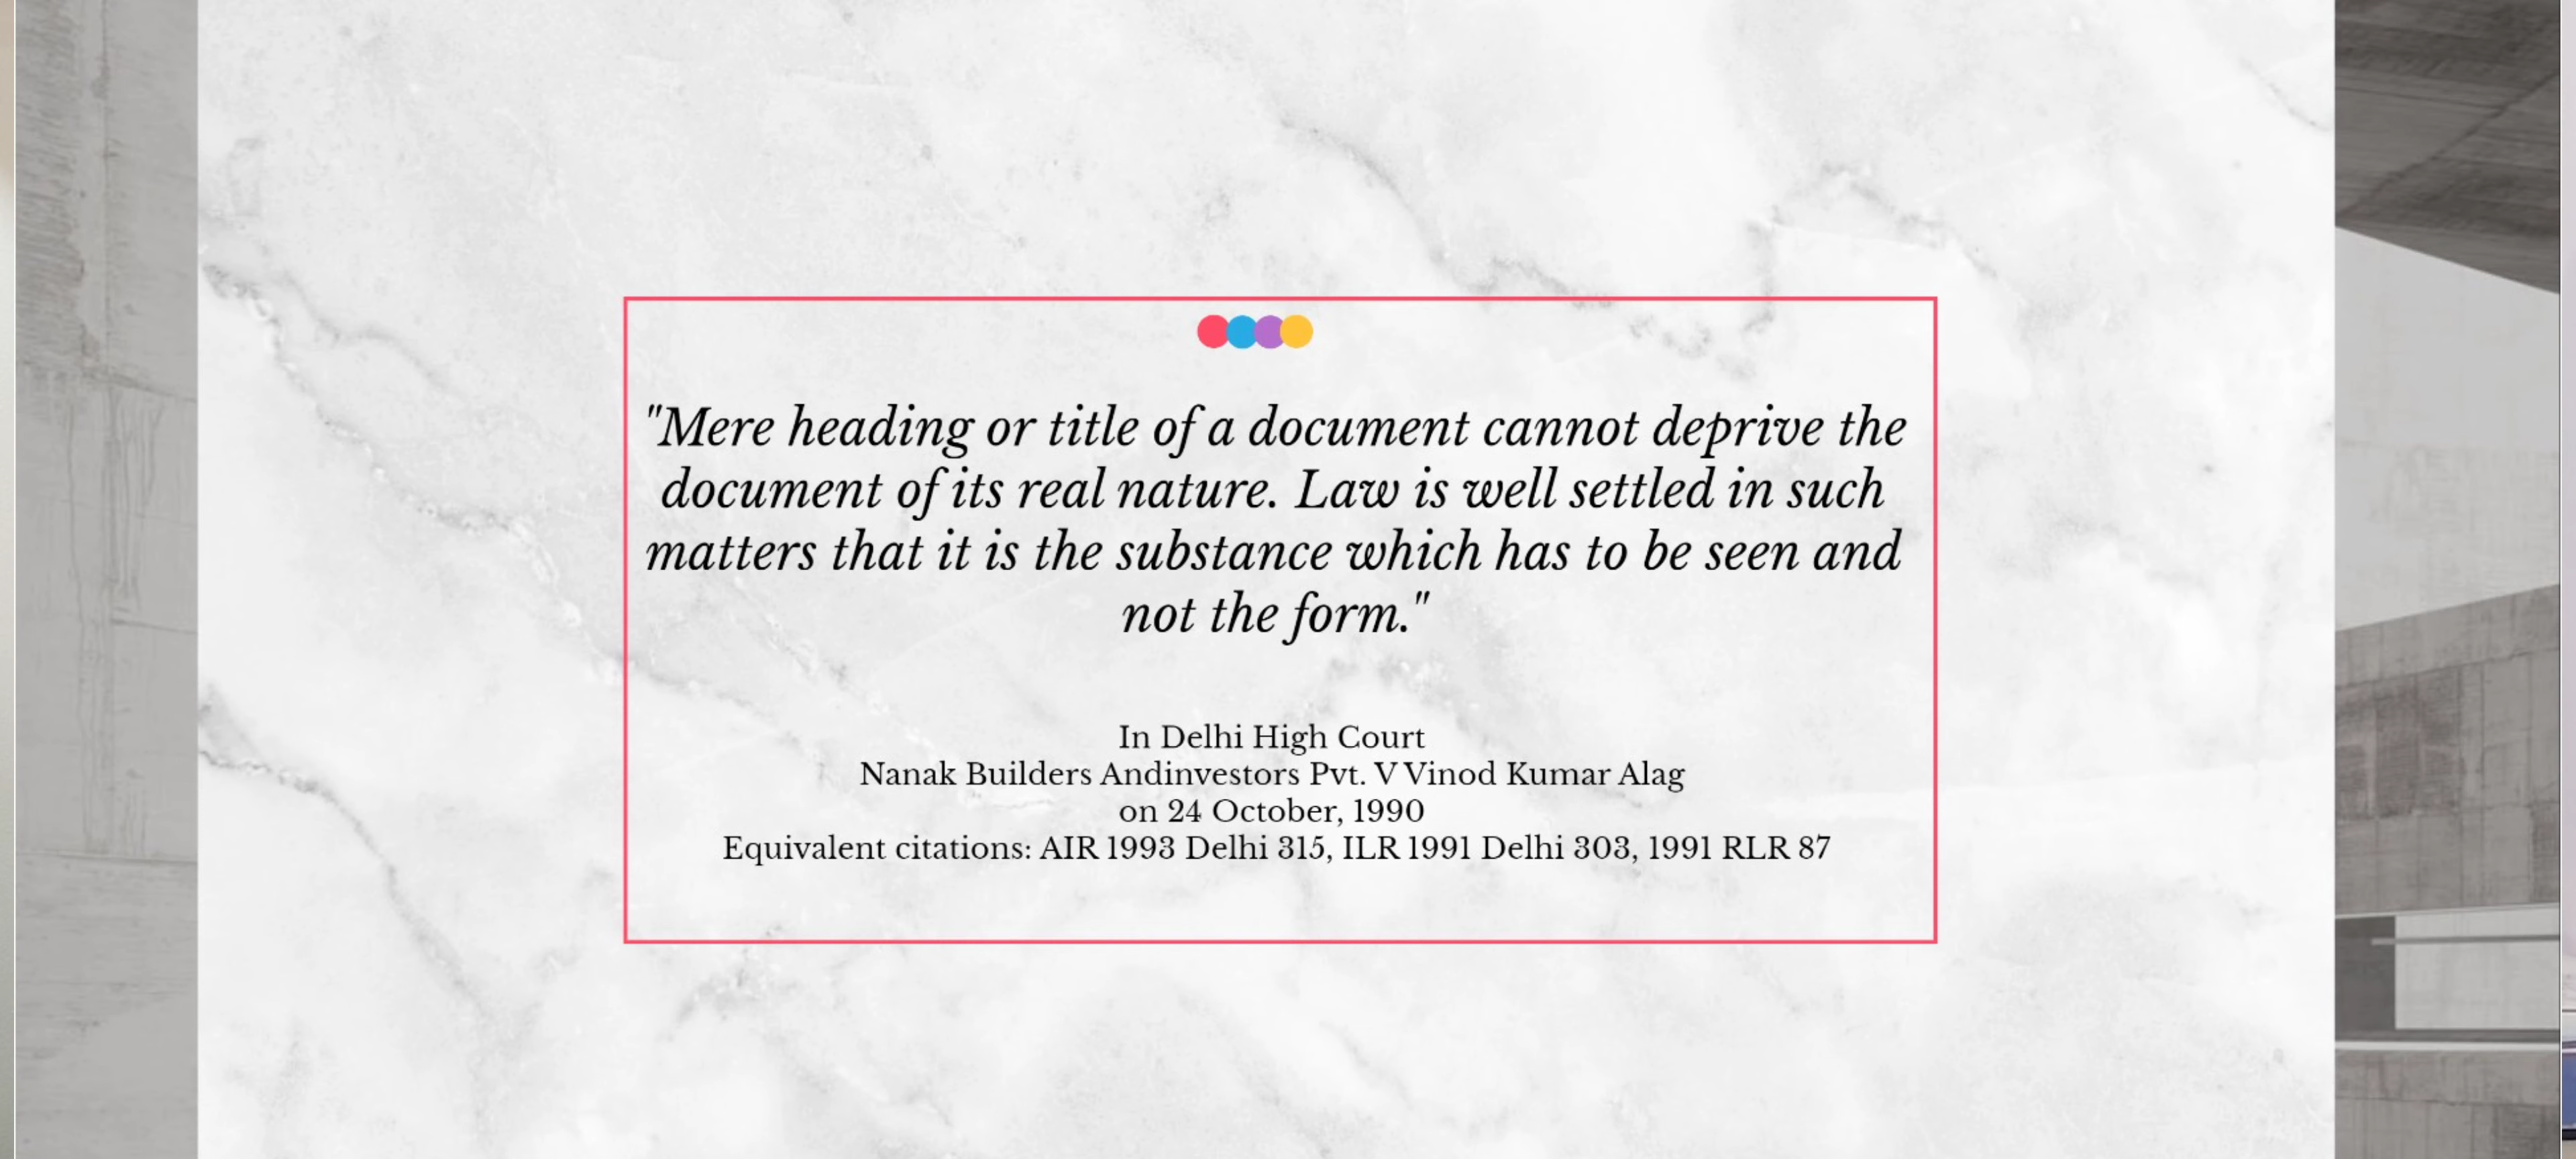 "Mere heading or title of a document cannot deprive the
document of its real nature. Law is well settled in such
matters that it is the substance which has to be seen and
not the form."
In Delhi High Court
Nanak Builders Andinvestors Pvt. V Vinod Kumar Alag
on 24 October, 1990
Equivalent citations: AIR 1993 Delhi 315, ILR 1991 Delhi 303, 1991 RLR 87